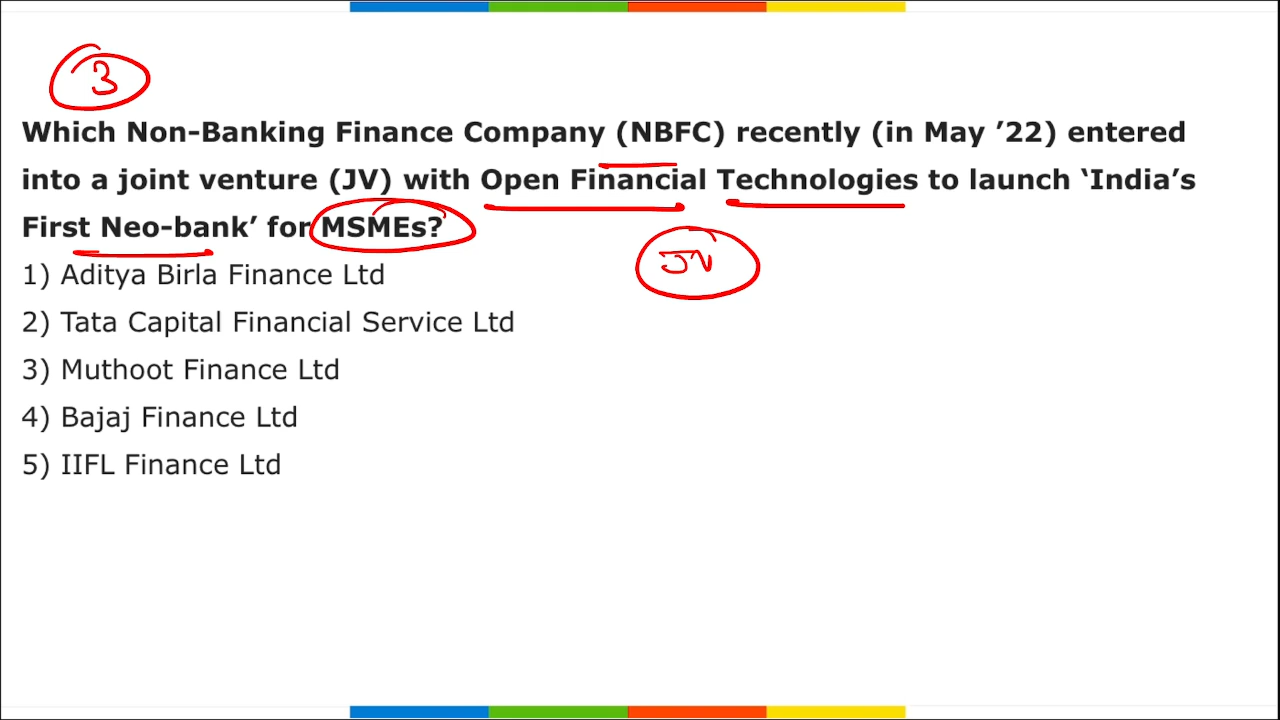 3
Which Non-Banking Finance Company (NBFC) recently (in May ’22) entered
into a joint venture (JV) with Open Financial Technologies to launch ‘India’s
First Neo-bank’ for MSMEs?
JV
1) Aditya Birla Finance Ltd
2) Tata Capital Financial Service Ltd
3) Muthoot Finance Ltd
4) Bajaj Finance Ltd
5) IIFL Finance Ltd